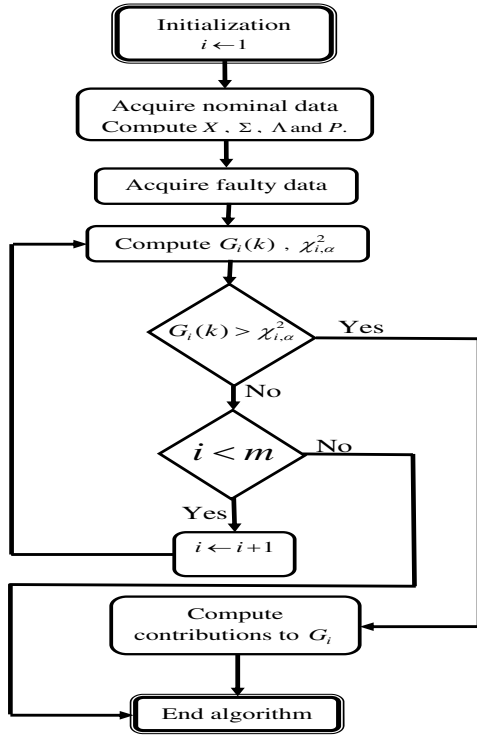 Initialization
i ← 1
Acquire nominal data
Compute X , Σ , Λ and P.
Acquire faulty data
Compute G_i(k) , χ²_{i,α}
G_i(k) > χ²_{i,α}
Yes
No
i < m
No
Yes
i ← i+1
Compute
contributions to G_i
End algorithm